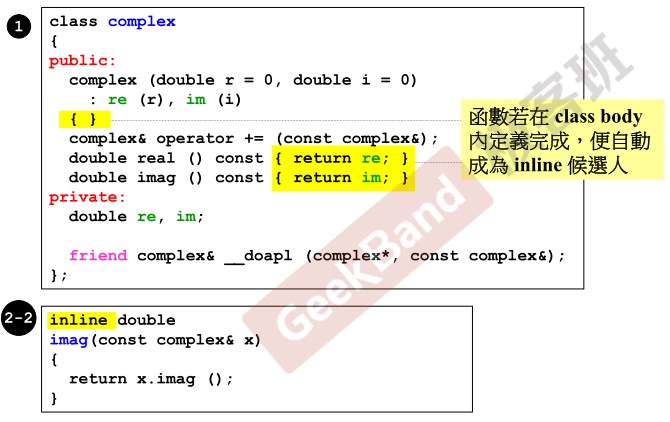 1
class complex
{
public:
  complex (double r = 0, double i = 0)
    : re (r), im (i)
  { }
  complex& operator += (const complex&);
  double real () const { return re; }
  double imag () const { return im; }
private:
  double re, im;
  friend complex& __doapl (complex*, const complex&);
};
函數若在 class body
內定義完成，便自動
成為 inline 候選人
2-2
inline double
imag(const complex& x)
{
  return x.imag ();
}
GeekBand 极客班